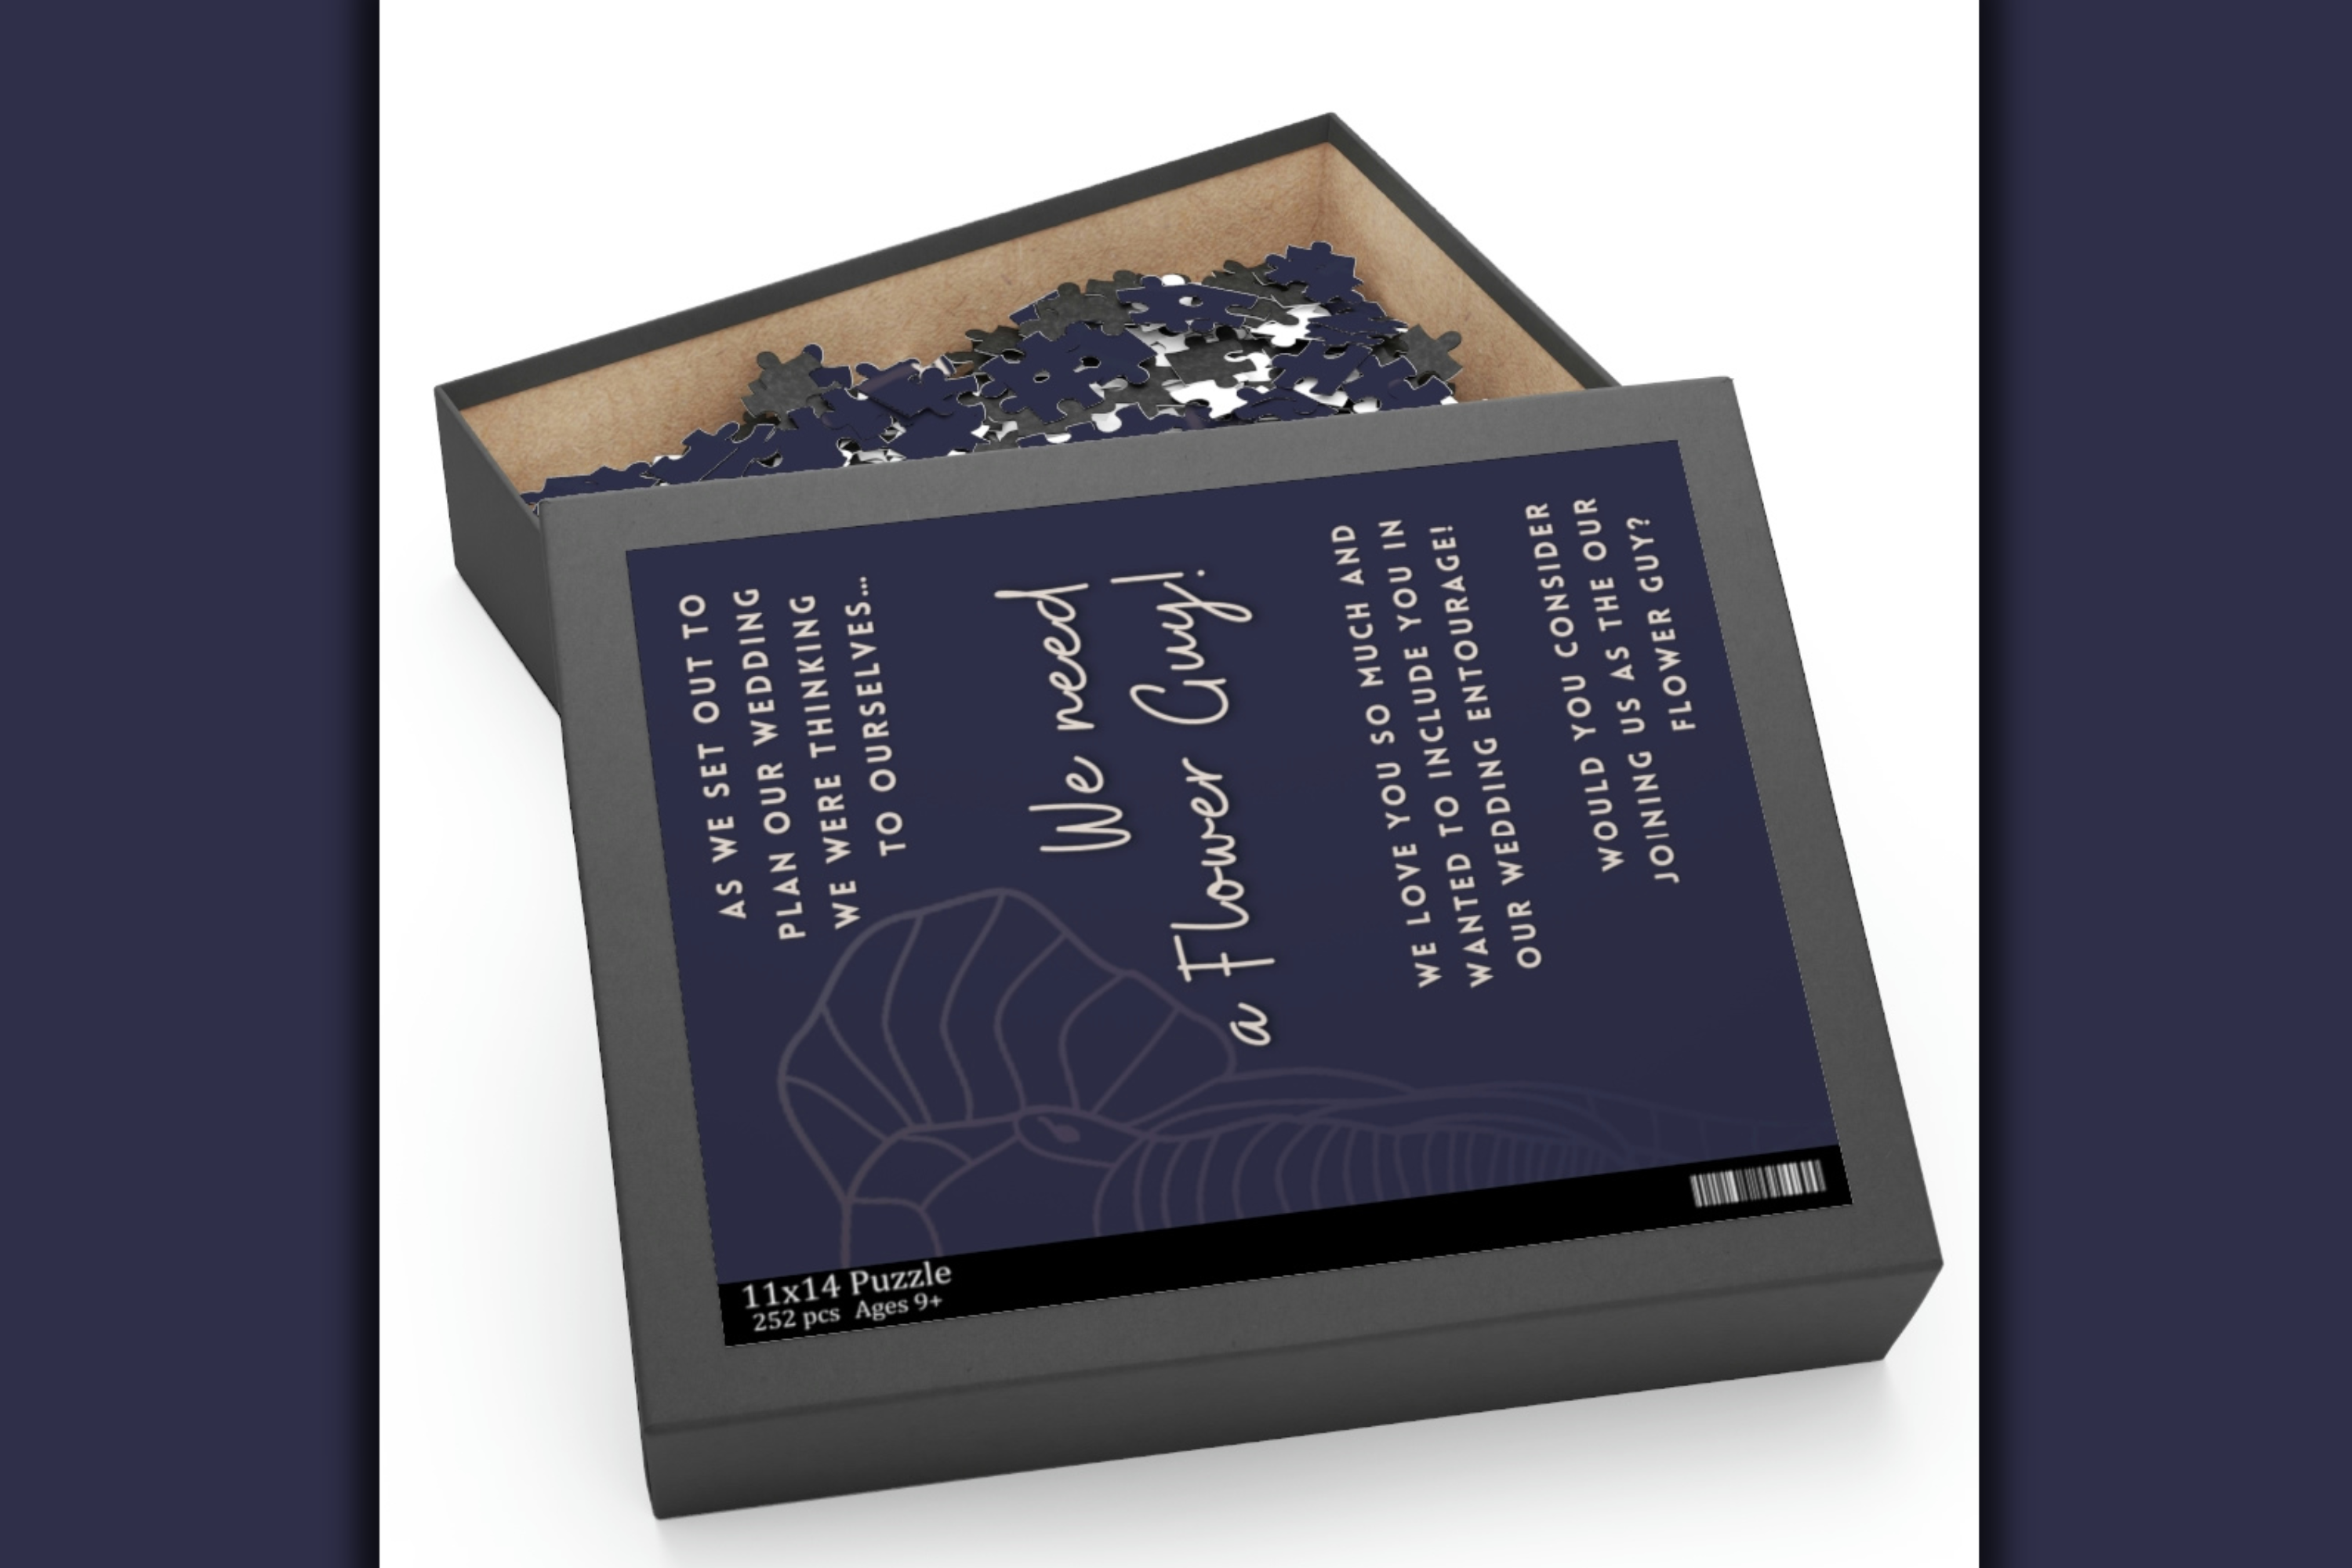 AS WE SET OUT TO
PLAN OUR WEDDING
WE WERE THINKING
TO OURSELVES...
We need
a Flower Guy!
WE LOVE YOU SO MUCH AND
WANTED TO INCLUDE YOU IN
OUR WEDDING ENTOURAGE!
WOULD YOU CONSIDER
JOINING US AS THE OUR
FLOWER GUY?
11x14 Puzzle
252 pcs Ages 9+